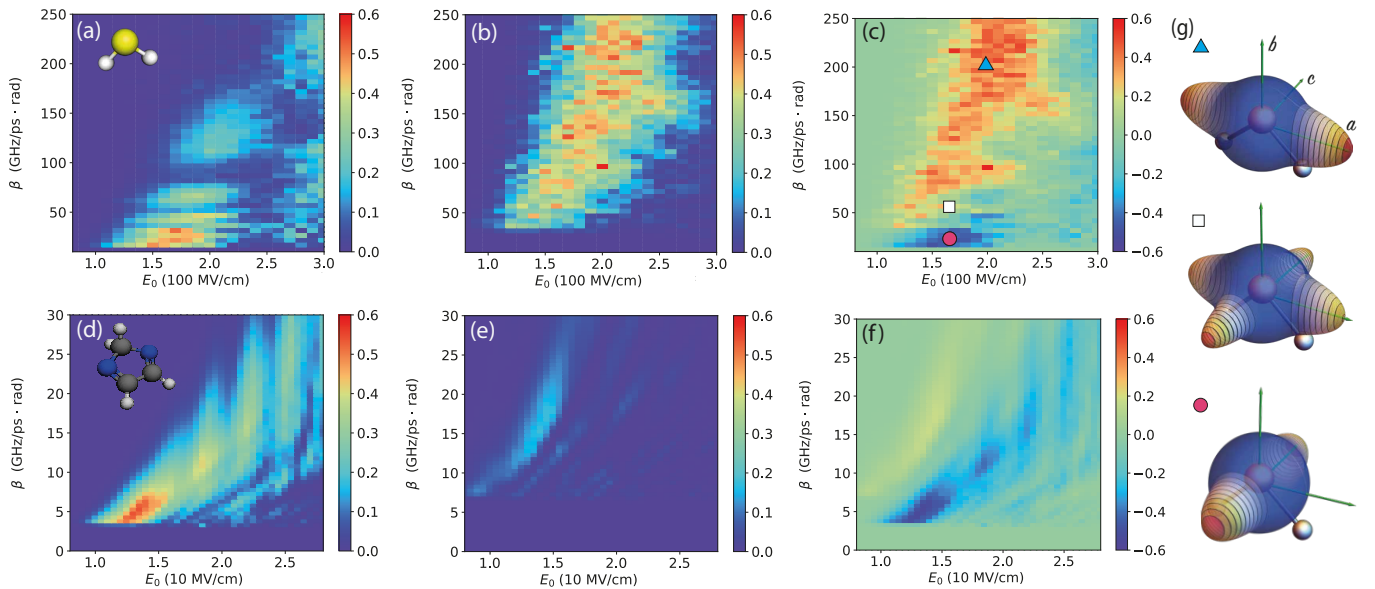 (a)
β (GHz/ps · rad)
250
200
150
100
50
1.0 1.5 2.0 2.5 3.0
E0 (100 MV/cm)
0.6
0.5
0.4
0.3
0.2
0.1
0.0
(b)
β (GHz/ps · rad)
250
200
150
100
50
1.0 1.5 2.0 2.5 3.0
E0 (100 MV/cm)
0.6
0.5
0.4
0.3
0.2
0.1
0.0
(c)
β (GHz/ps · rad)
250
200
150
100
50
1.0 1.5 2.0 2.5 3.0
E0 (100 MV/cm)
0.6
0.4
0.2
0.0
−0.2
−0.4
−0.6
(g)
b
c
a
(d)
β (GHz/ps · rad)
30
25
20
15
10
5
0
1.0 1.5 2.0 2.5
E0 (10 MV/cm)
0.6
0.5
0.4
0.3
0.2
0.1
0.0
(e)
β (GHz/ps · rad)
30
25
20
15
10
5
0
1.0 1.5 2.0 2.5
E0 (10 MV/cm)
0.6
0.5
0.4
0.3
0.2
0.1
0.0
(f)
β (GHz/ps · rad)
30
25
20
15
10
5
0
1.0 1.5 2.0 2.5
E0 (10 MV/cm)
0.6
0.4
0.2
0.0
−0.2
−0.4
−0.6